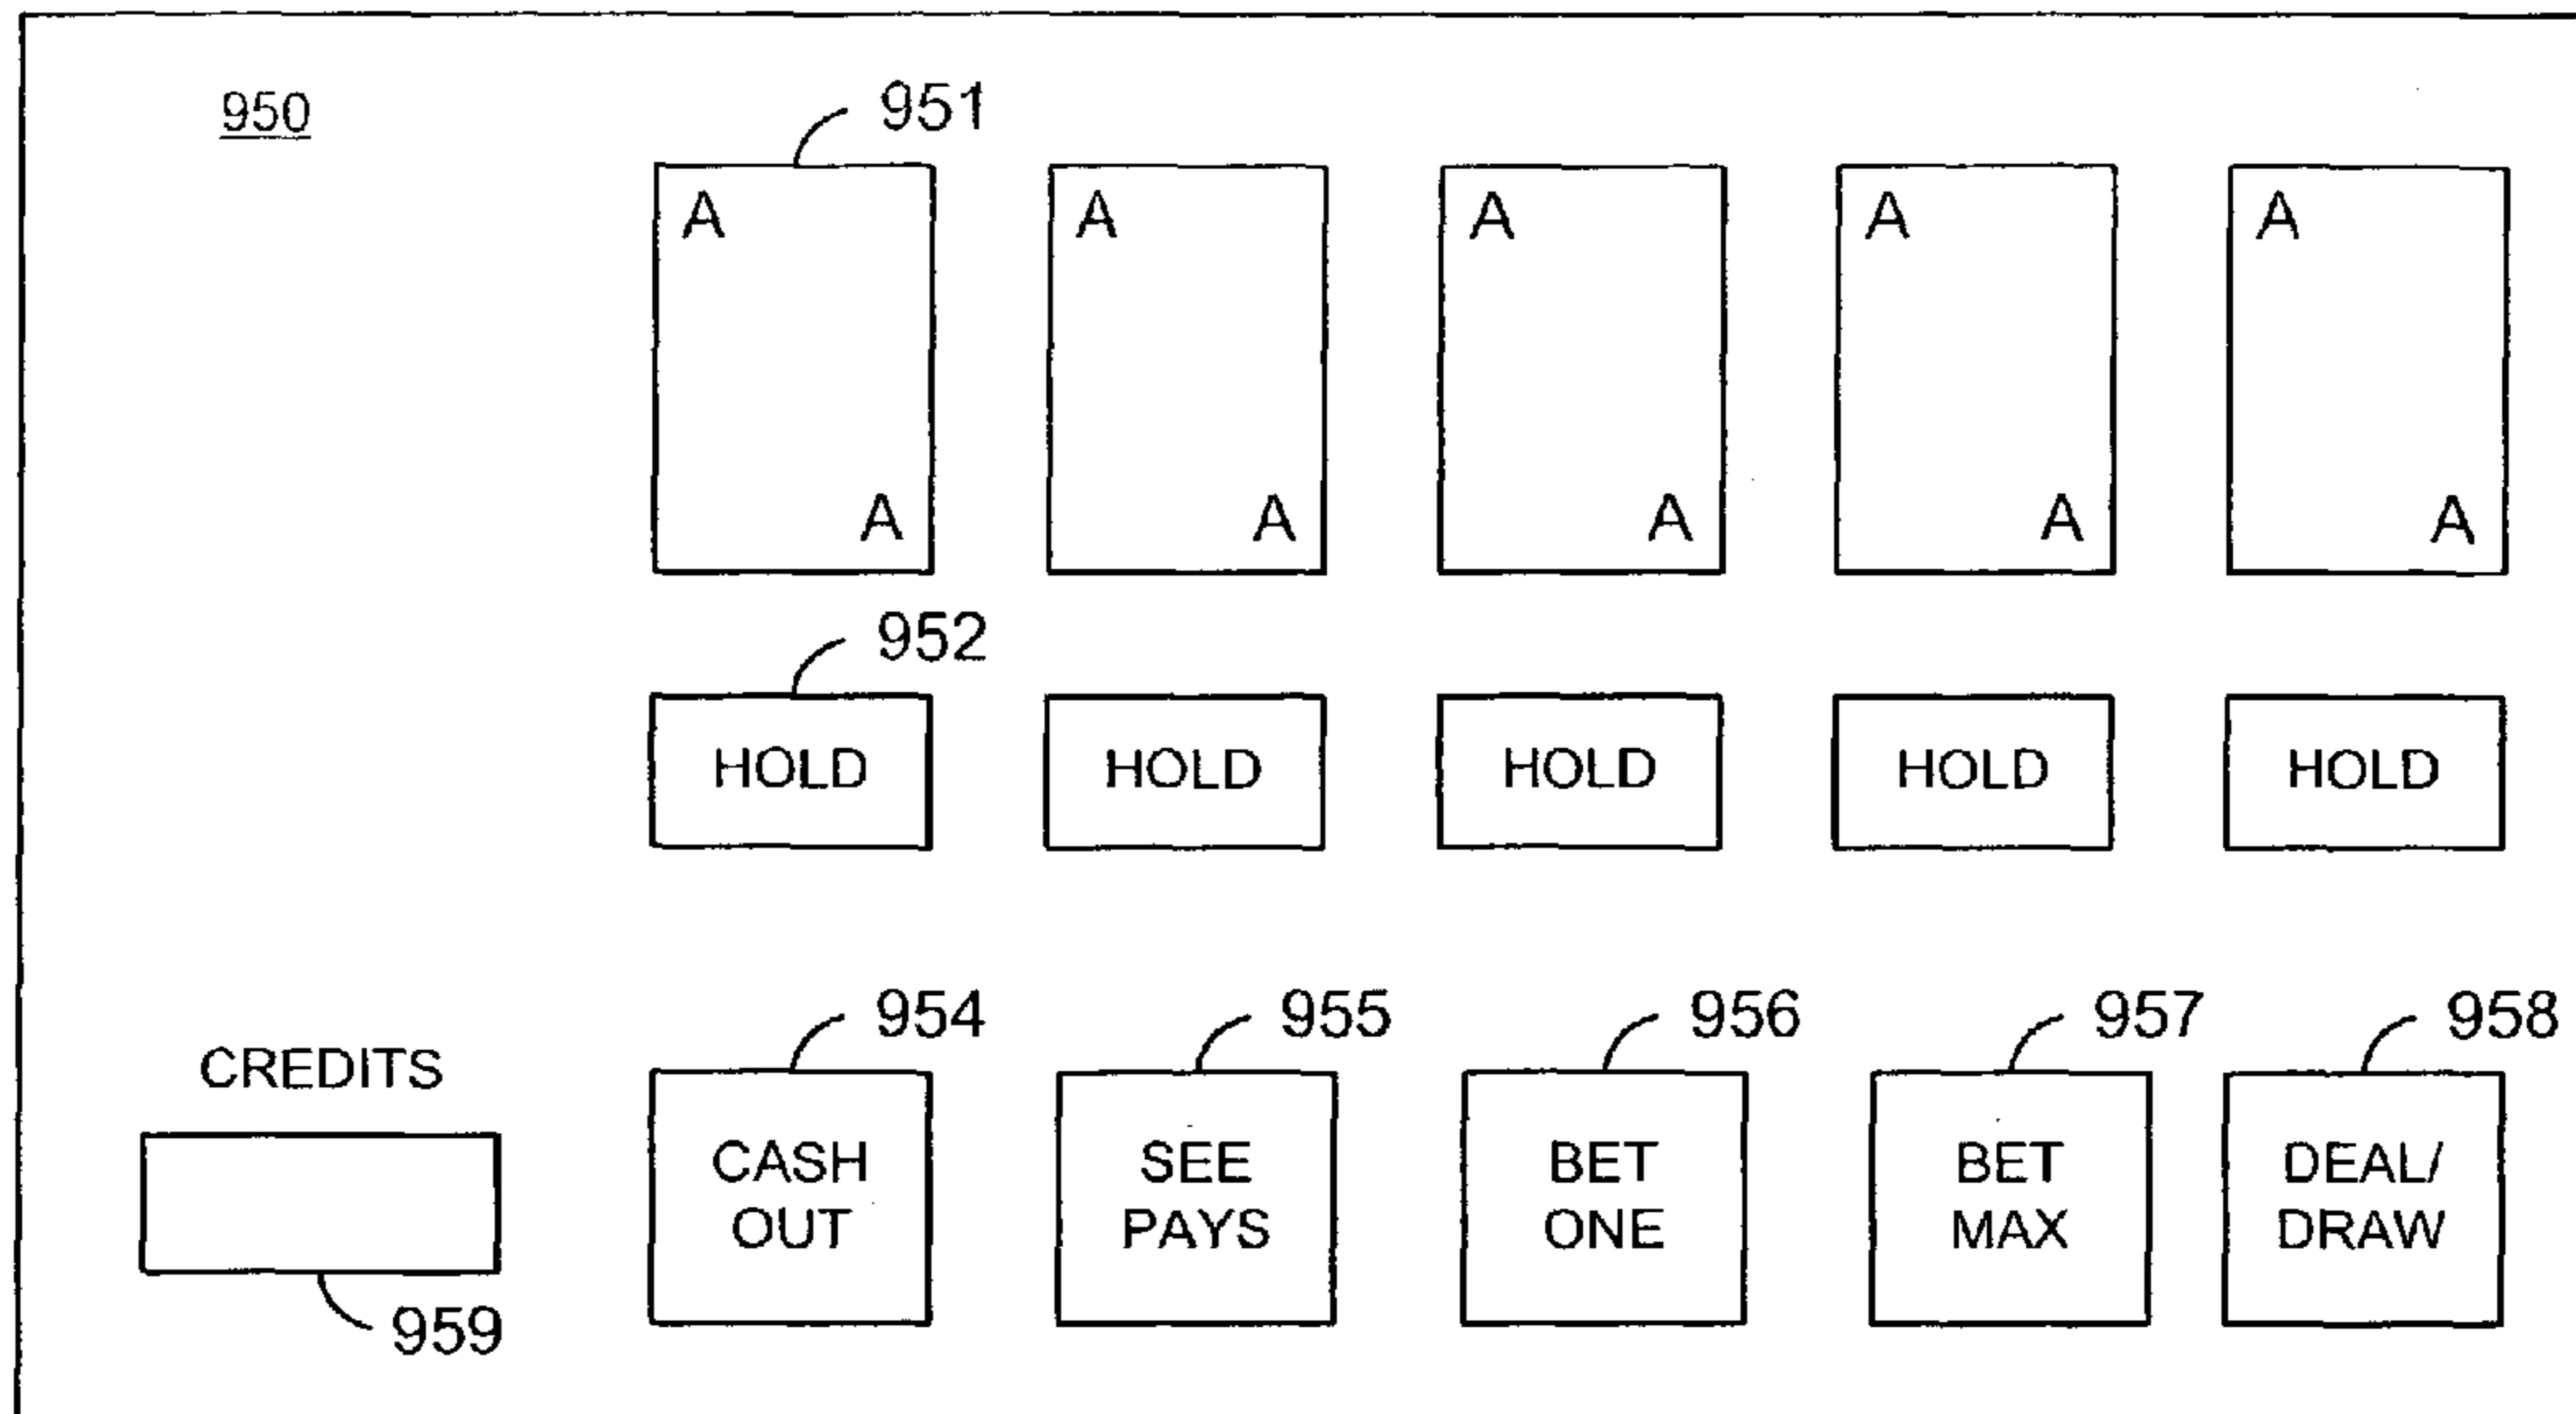 950
951
A A A A A
A A A A A
952
HOLD HOLD HOLD HOLD HOLD
954 955 956 957 958
CREDITS
CASH OUT
SEE PAYS
BET ONE
BET MAX
DEAL/ DRAW
959